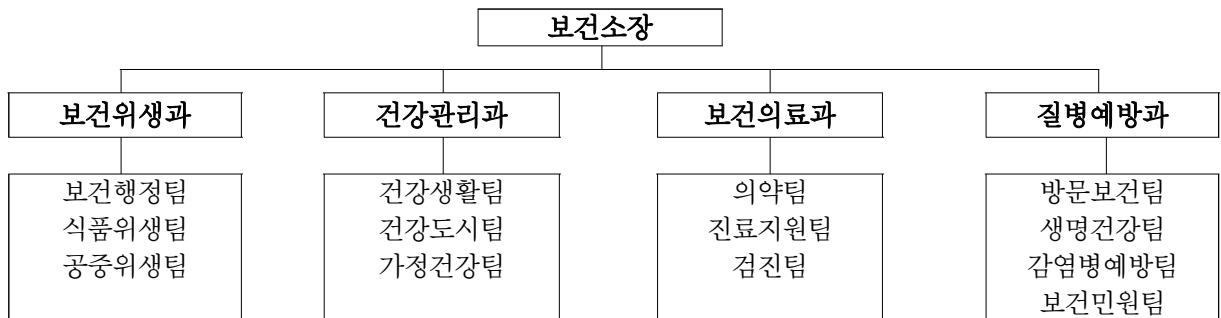 보건소장
보건위생과
건강관리과
보건의료과
질병예방과
보건행정팀
식품위생팀
공중위생팀
건강생활팀
건강도시팀
가정건강팀
의약팀
진료지원팀
검진팀
방문보건팀
생명건강팀
감염병예방팀
보건민원팀